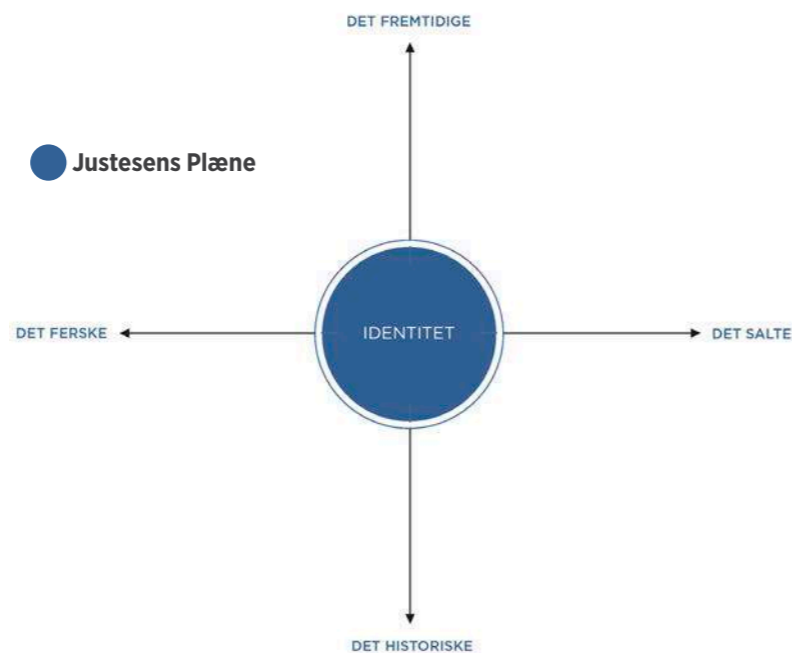 DET FREMTIDIGE
Justesens Plæne
DET FERSKE
IDENTITET
DET SALTE
DET HISTORISKE